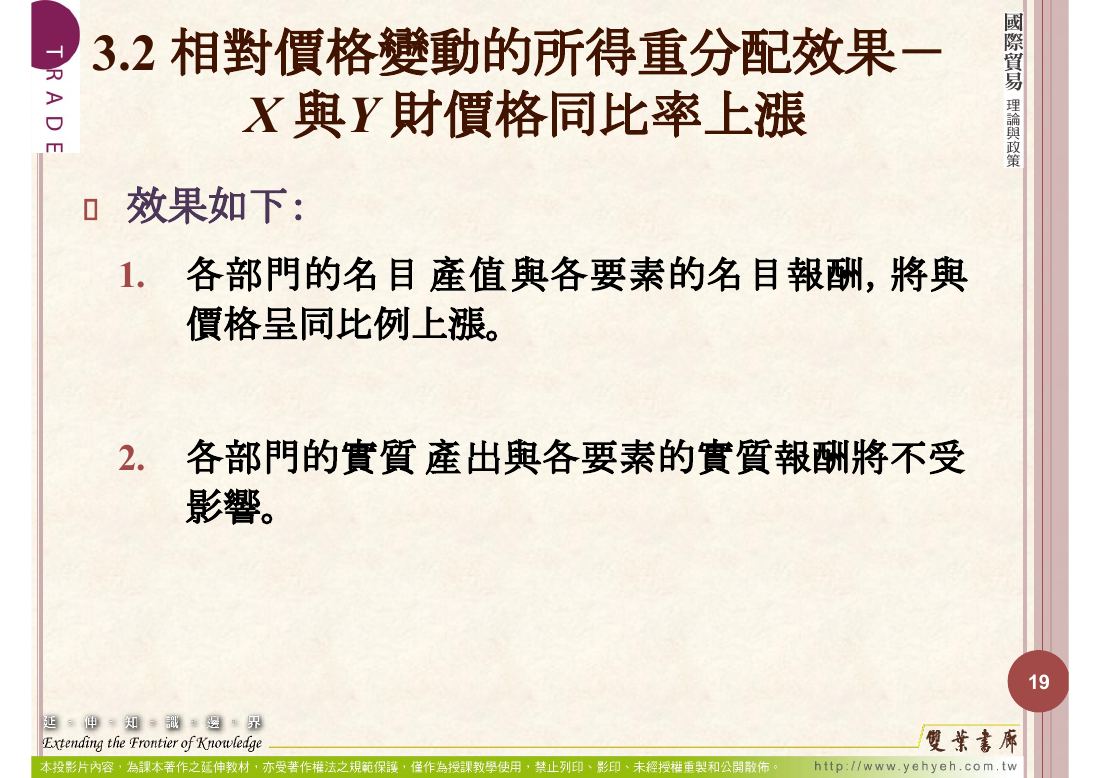 TRADE
3.2 相對價格變動的所得重分配效果－
X 與Y 財價格同比率上漲
國際貿易 理論與政策
效果如下：
1. 各部門的名目 產值與各要素的名目報酬，將與
價格呈同比例上漲。
2. 各部門的實質 產出與各要素的實質報酬將不受
影響。
19
延・伸・知・識・邊・界
Extending the Frontier of Knowledge
雙葉書廊
本投影片內容，為課本著作之延伸教材，亦受著作權法之規範保護，僅作為授課教學使用，禁止列印、影印、未經授權重製和公開散佈。 http://www.yehyeh.com.tw